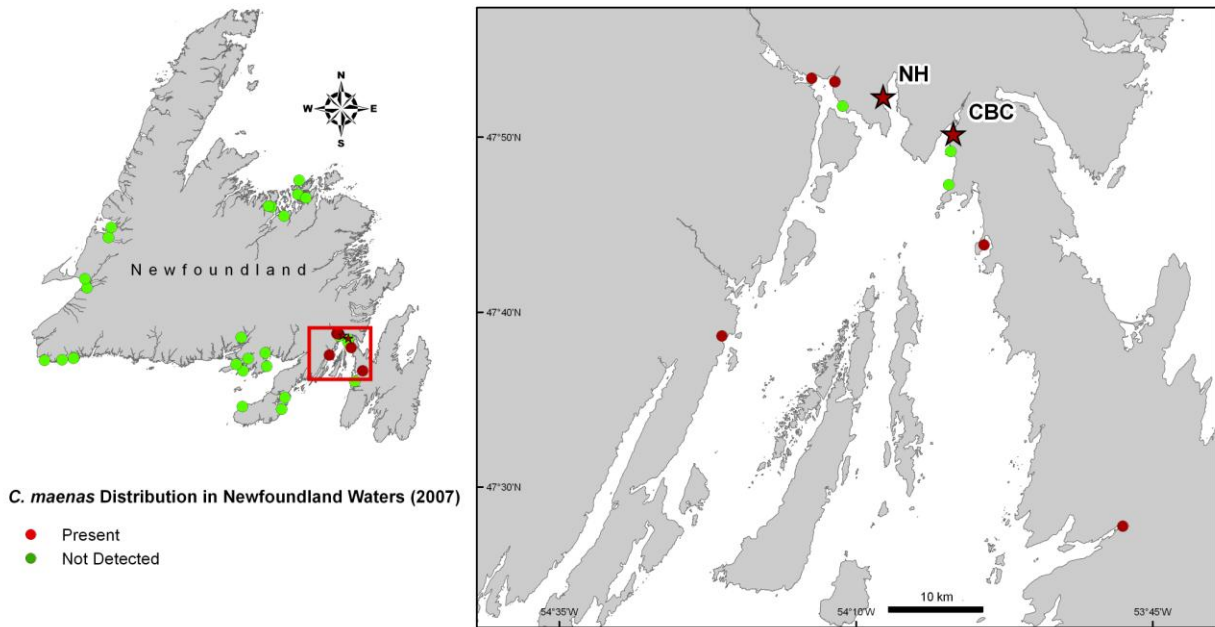 N
W E
S
Newfoundland
C. maenas Distribution in Newfoundland Waters (2007)
Present
Not Detected
NH
CBC
47°50'N
47°40'N
47°30'N
10 km
54°35'W 54°10'W 53°45'W